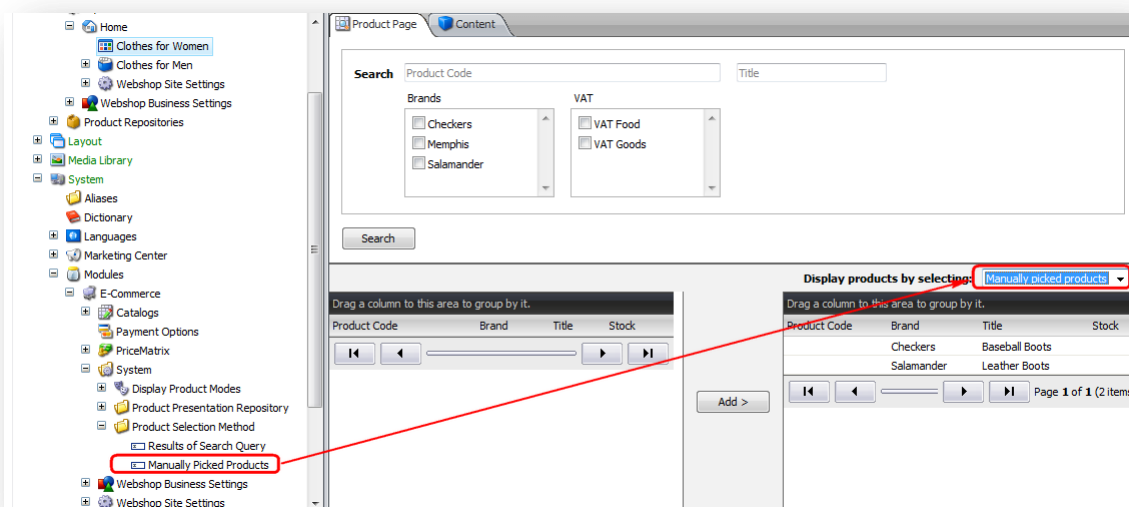 Home
Clothes for Women
Clothes for Men
Webshop Site Settings
Webshop Business Settings
Product Repositories
Layout
Media Library
System
Aliases
Dictionary
Languages
Marketing Center
Modules
E-Commerce
Catalogs
Payment Options
PriceMatrix
System
Display Product Modes
Product Presentation Repository
Product Selection Method
Results of Search Query
Manually Picked Products
Webshop Business Settings
Webshop Site Settings
Product Page Content
Search Product Code Title
Brands VAT
Checkers VAT Food
Memphis VAT Goods
Salamander
Search
Display products by selecting: Manually picked products
Drag a column to this area to group by it.
Product Code Brand Title Stock
Add >
Drag a column to this area to group by it.
Product Code Brand Title Stock
Checkers Baseball Boots
Salamander Leather Boots
Page 1 of 1 (2 items